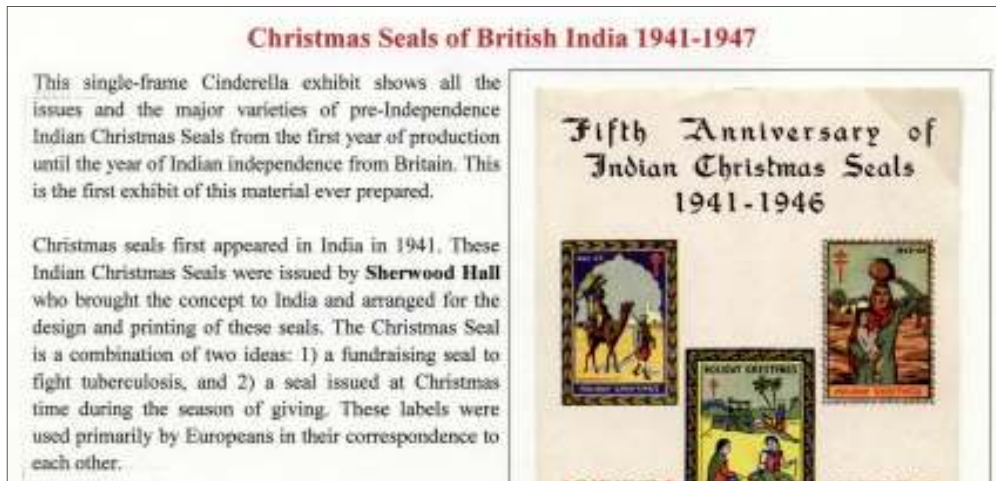 Christmas Seals of British India 1941-1947
This single-frame Cinderella exhibit shows all the
issues and the major varieties of pre-Independence
Indian Christmas Seals from the first year of production
until the year of Indian independence from Britain. This
is the first exhibit of this material ever prepared.
Christmas seals first appeared in India in 1941. These
Indian Christmas Seals were issued by Sherwood Hall
who brought the concept to India and arranged for the
design and printing of these seals. The Christmas Seal
is a combination of two ideas: 1) a fundraising seal to
fight tuberculosis, and 2) a seal issued at Christmas
time during the season of giving. These labels were
used primarily by Europeans in their correspondence to
each other.
Fifth Anniversary of
Indian Christmas Seals
1941-1946
HOLIDAY GREETINGS
HOLIDAY GREETINGS
HOLIDAY GREETINGS